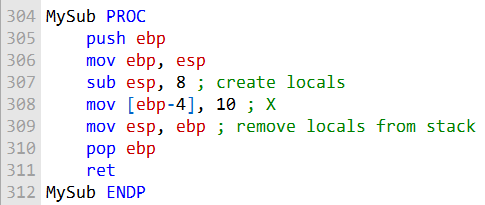 304 MySub PROC
305     push ebp
306     mov ebp, esp
307     sub esp, 8 ; create locals
308     mov [ebp-4], 10 ; X
309     mov esp, ebp ; remove locals from stack
310     pop ebp
311     ret
312 MySub ENDP